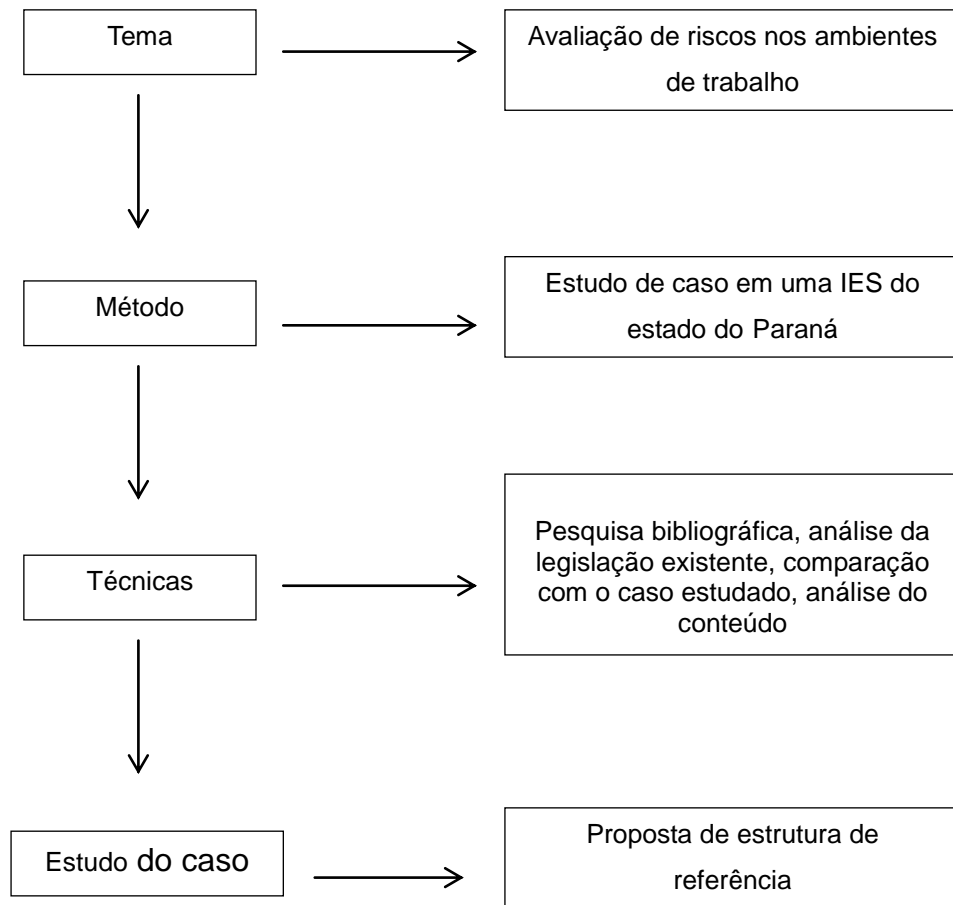 Tema
Avaliação de riscos nos ambientes
de trabalho
Método
Estudo de caso em uma IES do
estado do Paraná
Técnicas
Pesquisa bibliográfica, análise da
legislação existente, comparação
com o caso estudado, análise do
conteúdo
Estudo do caso
Proposta de estrutura de
referência